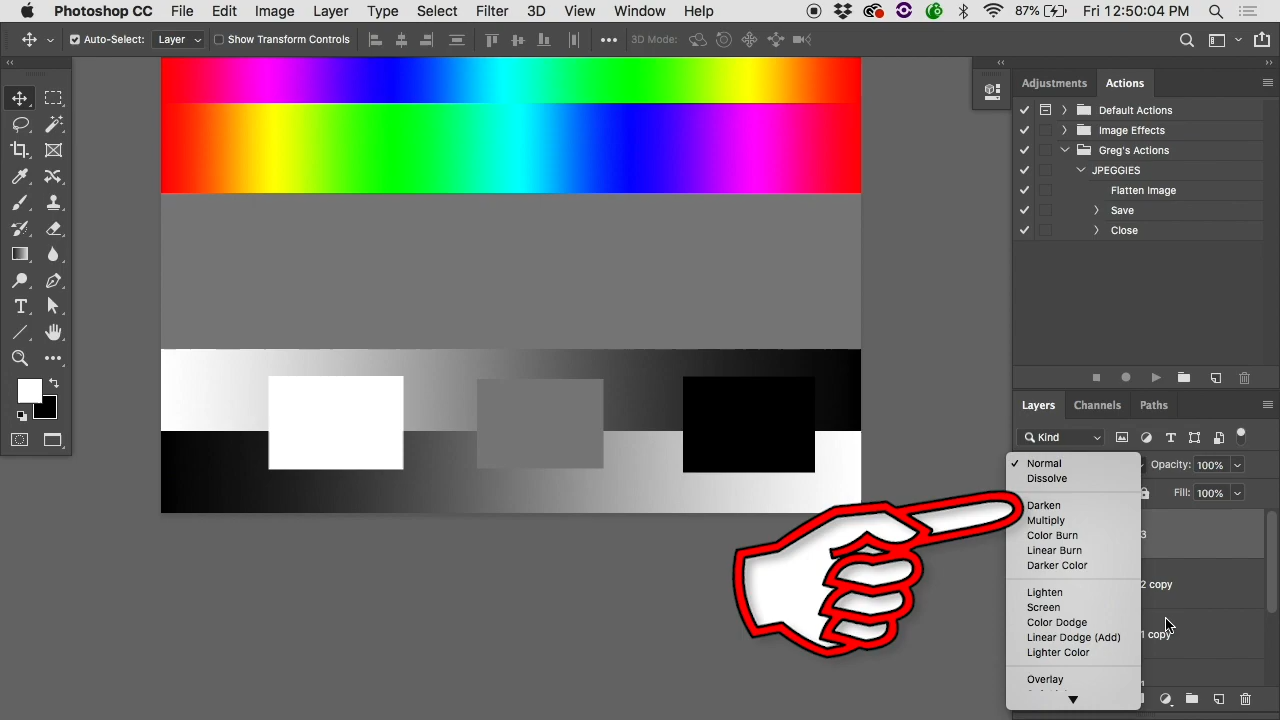 Photoshop CC File Edit Image Layer Type Select Filter 3D View Window Help 87% Fri 12:50:04 PM
Auto-Select: Layer Show Transform Controls 3D Mode:
Adjustments Actions
Default Actions
Image Effects
Greg's Actions
JPEGGIES
Flatten Image
Save
Close
Layers Channels Paths
Kind
Opacity: 100%
Fill: 100%
Normal
Dissolve
Darken
Multiply
Color Burn
Linear Burn
Darker Color
Lighten
Screen
Color Dodge
Linear Dodge (Add)
Lighter Color
Overlay
3
2 copy
1 copy